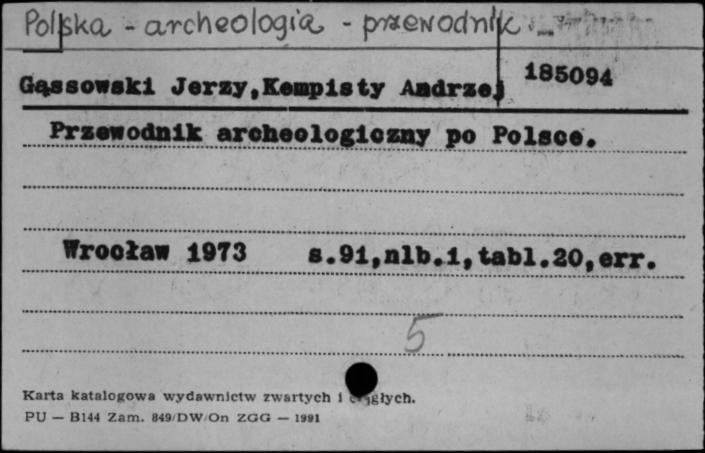 Polska - archeologia - przewodnik
Gąssowski Jerzy,Kempisty Andrzej 185094
Przewodnik archeologiczny po Polsce.
Wrocław 1973 s.91,nlb.1,tabl.20,err.
5
Karta katalogowa wydawnictw zwartych i ciągłych.
PU — B144 Zam. 849/DW/On ZGG — 1991